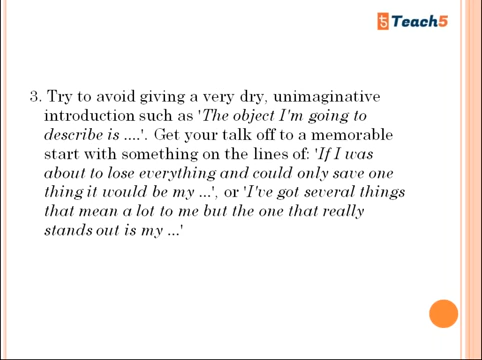 Teach5
3. Try to avoid giving a very dry, unimaginative
introduction such as 'The object I'm going to
describe is ....'. Get your talk off to a memorable
start with something on the lines of: 'If I was
about to lose everything and could only save one
thing it would be my ...', or 'I've got several things
that mean a lot to me but the one that really
stands out is my ...'